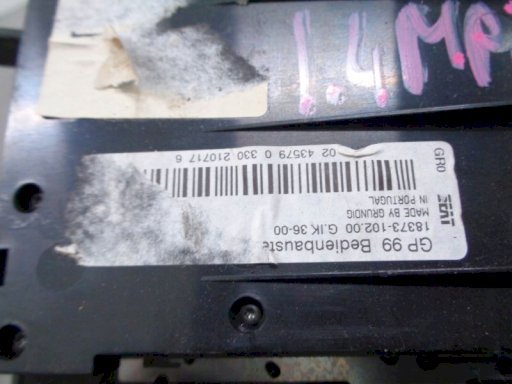 1.4 MPI
GP 99 Bedienbauste
18373-102.00 G.IK 36-00
MADE BY GRUNDIG
IN PORTUGAL
SEAT
GR0
02 43579 0 330 210717 6